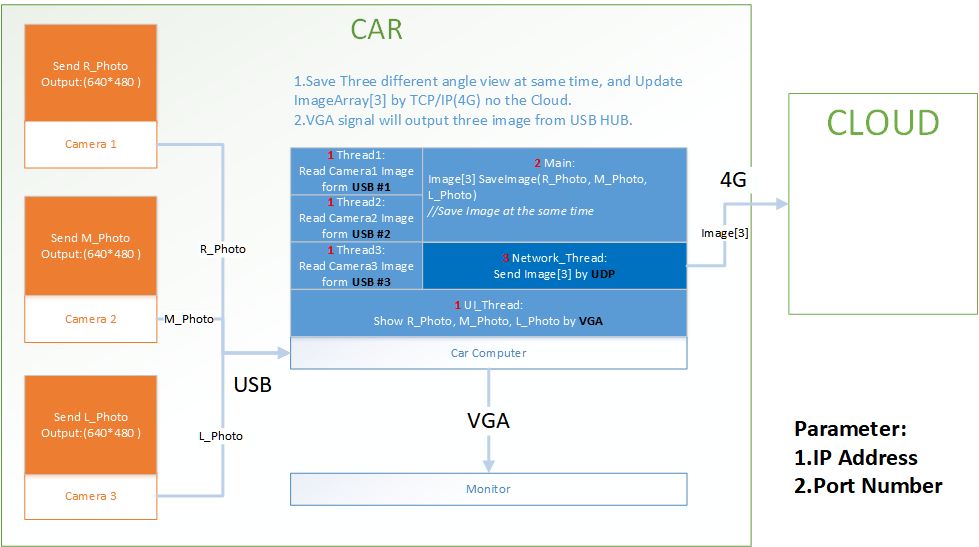 CAR
1.Save Three different angle view at same time, and Update
ImageArray[3] by TCP/IP(4G) no the Cloud.
2.VGA signal will output three image from USB HUB.
Send R_Photo
Output:(640*480 )
Camera 1
Send M_Photo
Output:(640*480 )
Camera 2
Send L_Photo
Output:(640*480 )
Camera 3
R_Photo
M_Photo
L_Photo
USB
1 Thread1:
Read Camera1 Image
form USB #1
1 Thread2:
Read Camera2 Image
form USB #2
1 Thread3:
Read Camera3 Image
form USB #3
2 Main:
Image[3] SaveImage(R_Photo, M_Photo,
L_Photo)
//Save Image at the same time
3 Network_Thread:
Send Image[3] by UDP
1 UI_Thread:
Show R_Photo, M_Photo, L_Photo by VGA
Car Computer
VGA
Monitor
4G
Image[3]
CLOUD
Parameter:
1.IP Address
2.Port Number